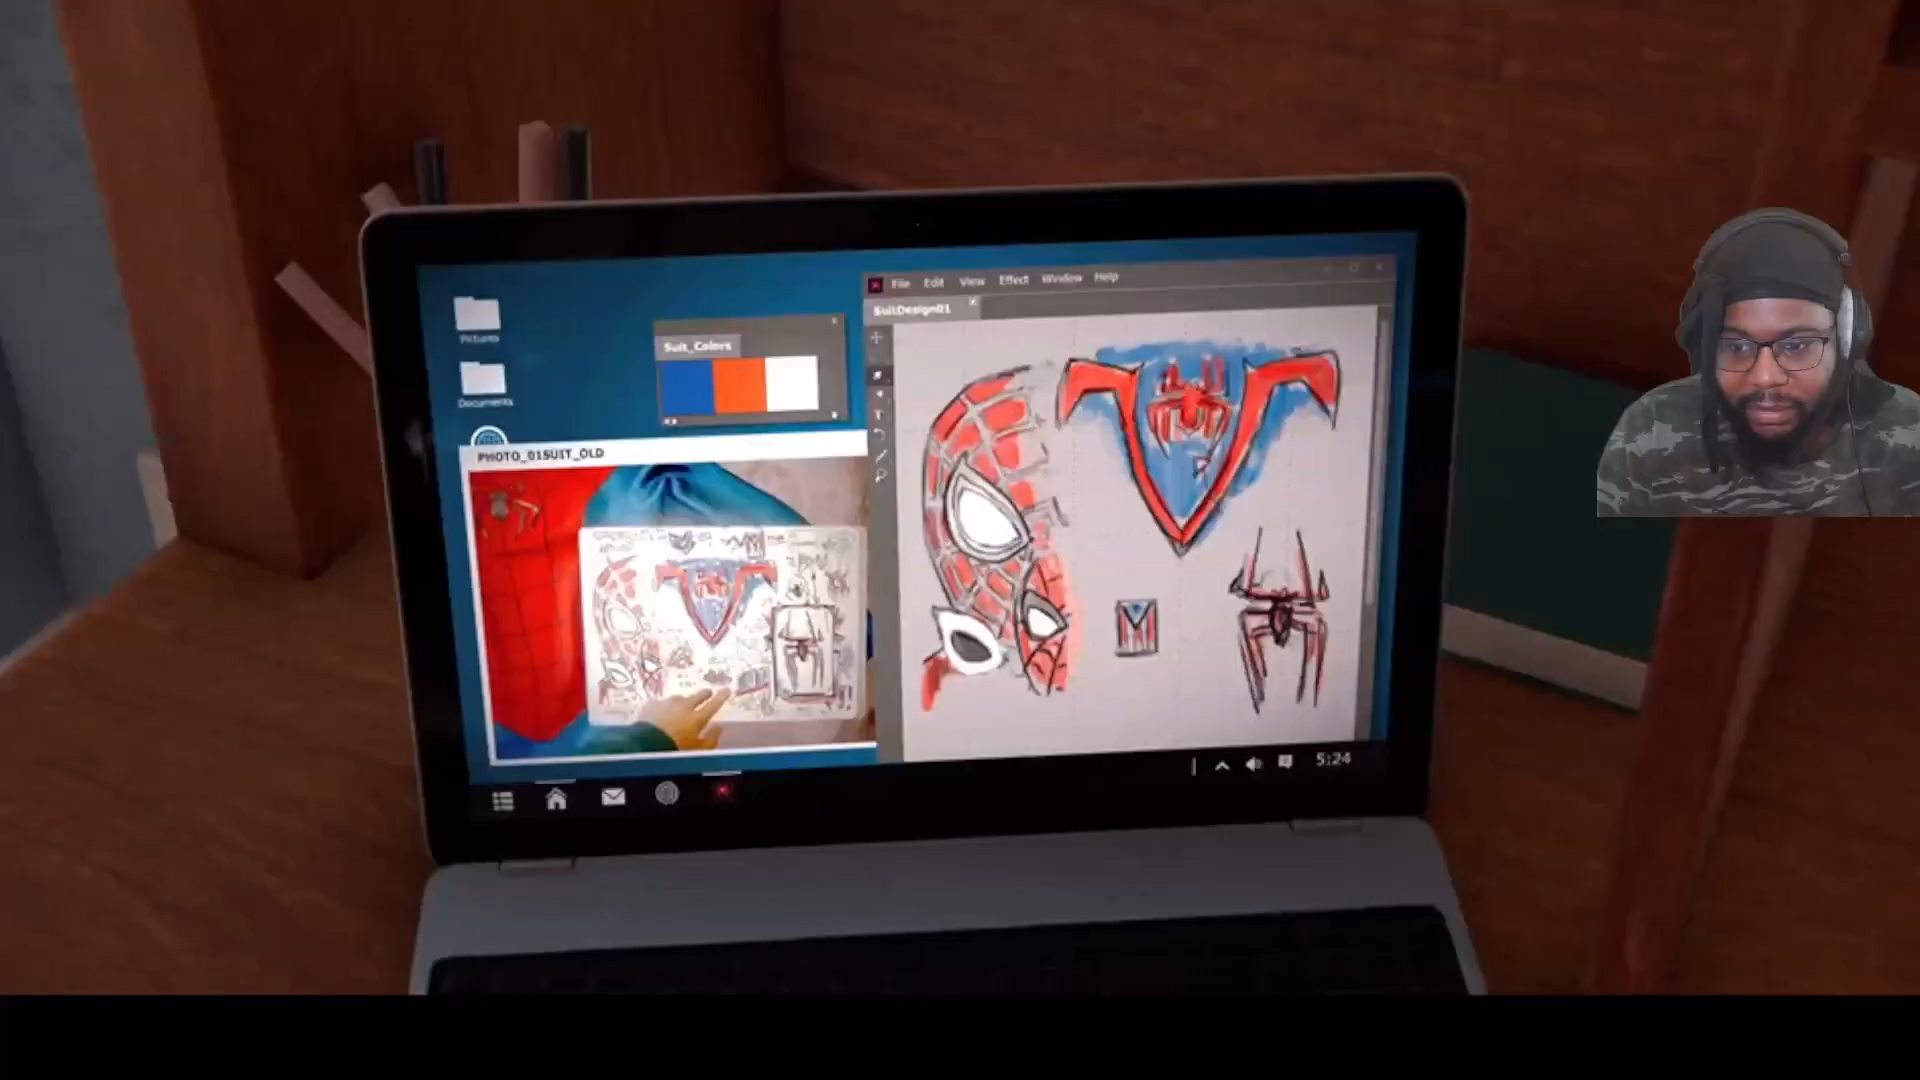 File Edit View Effect Window Help
SuitDesign01
Pictures
Suit_Colors
Documents
PHOTO_01SUIT_OLD
5:24